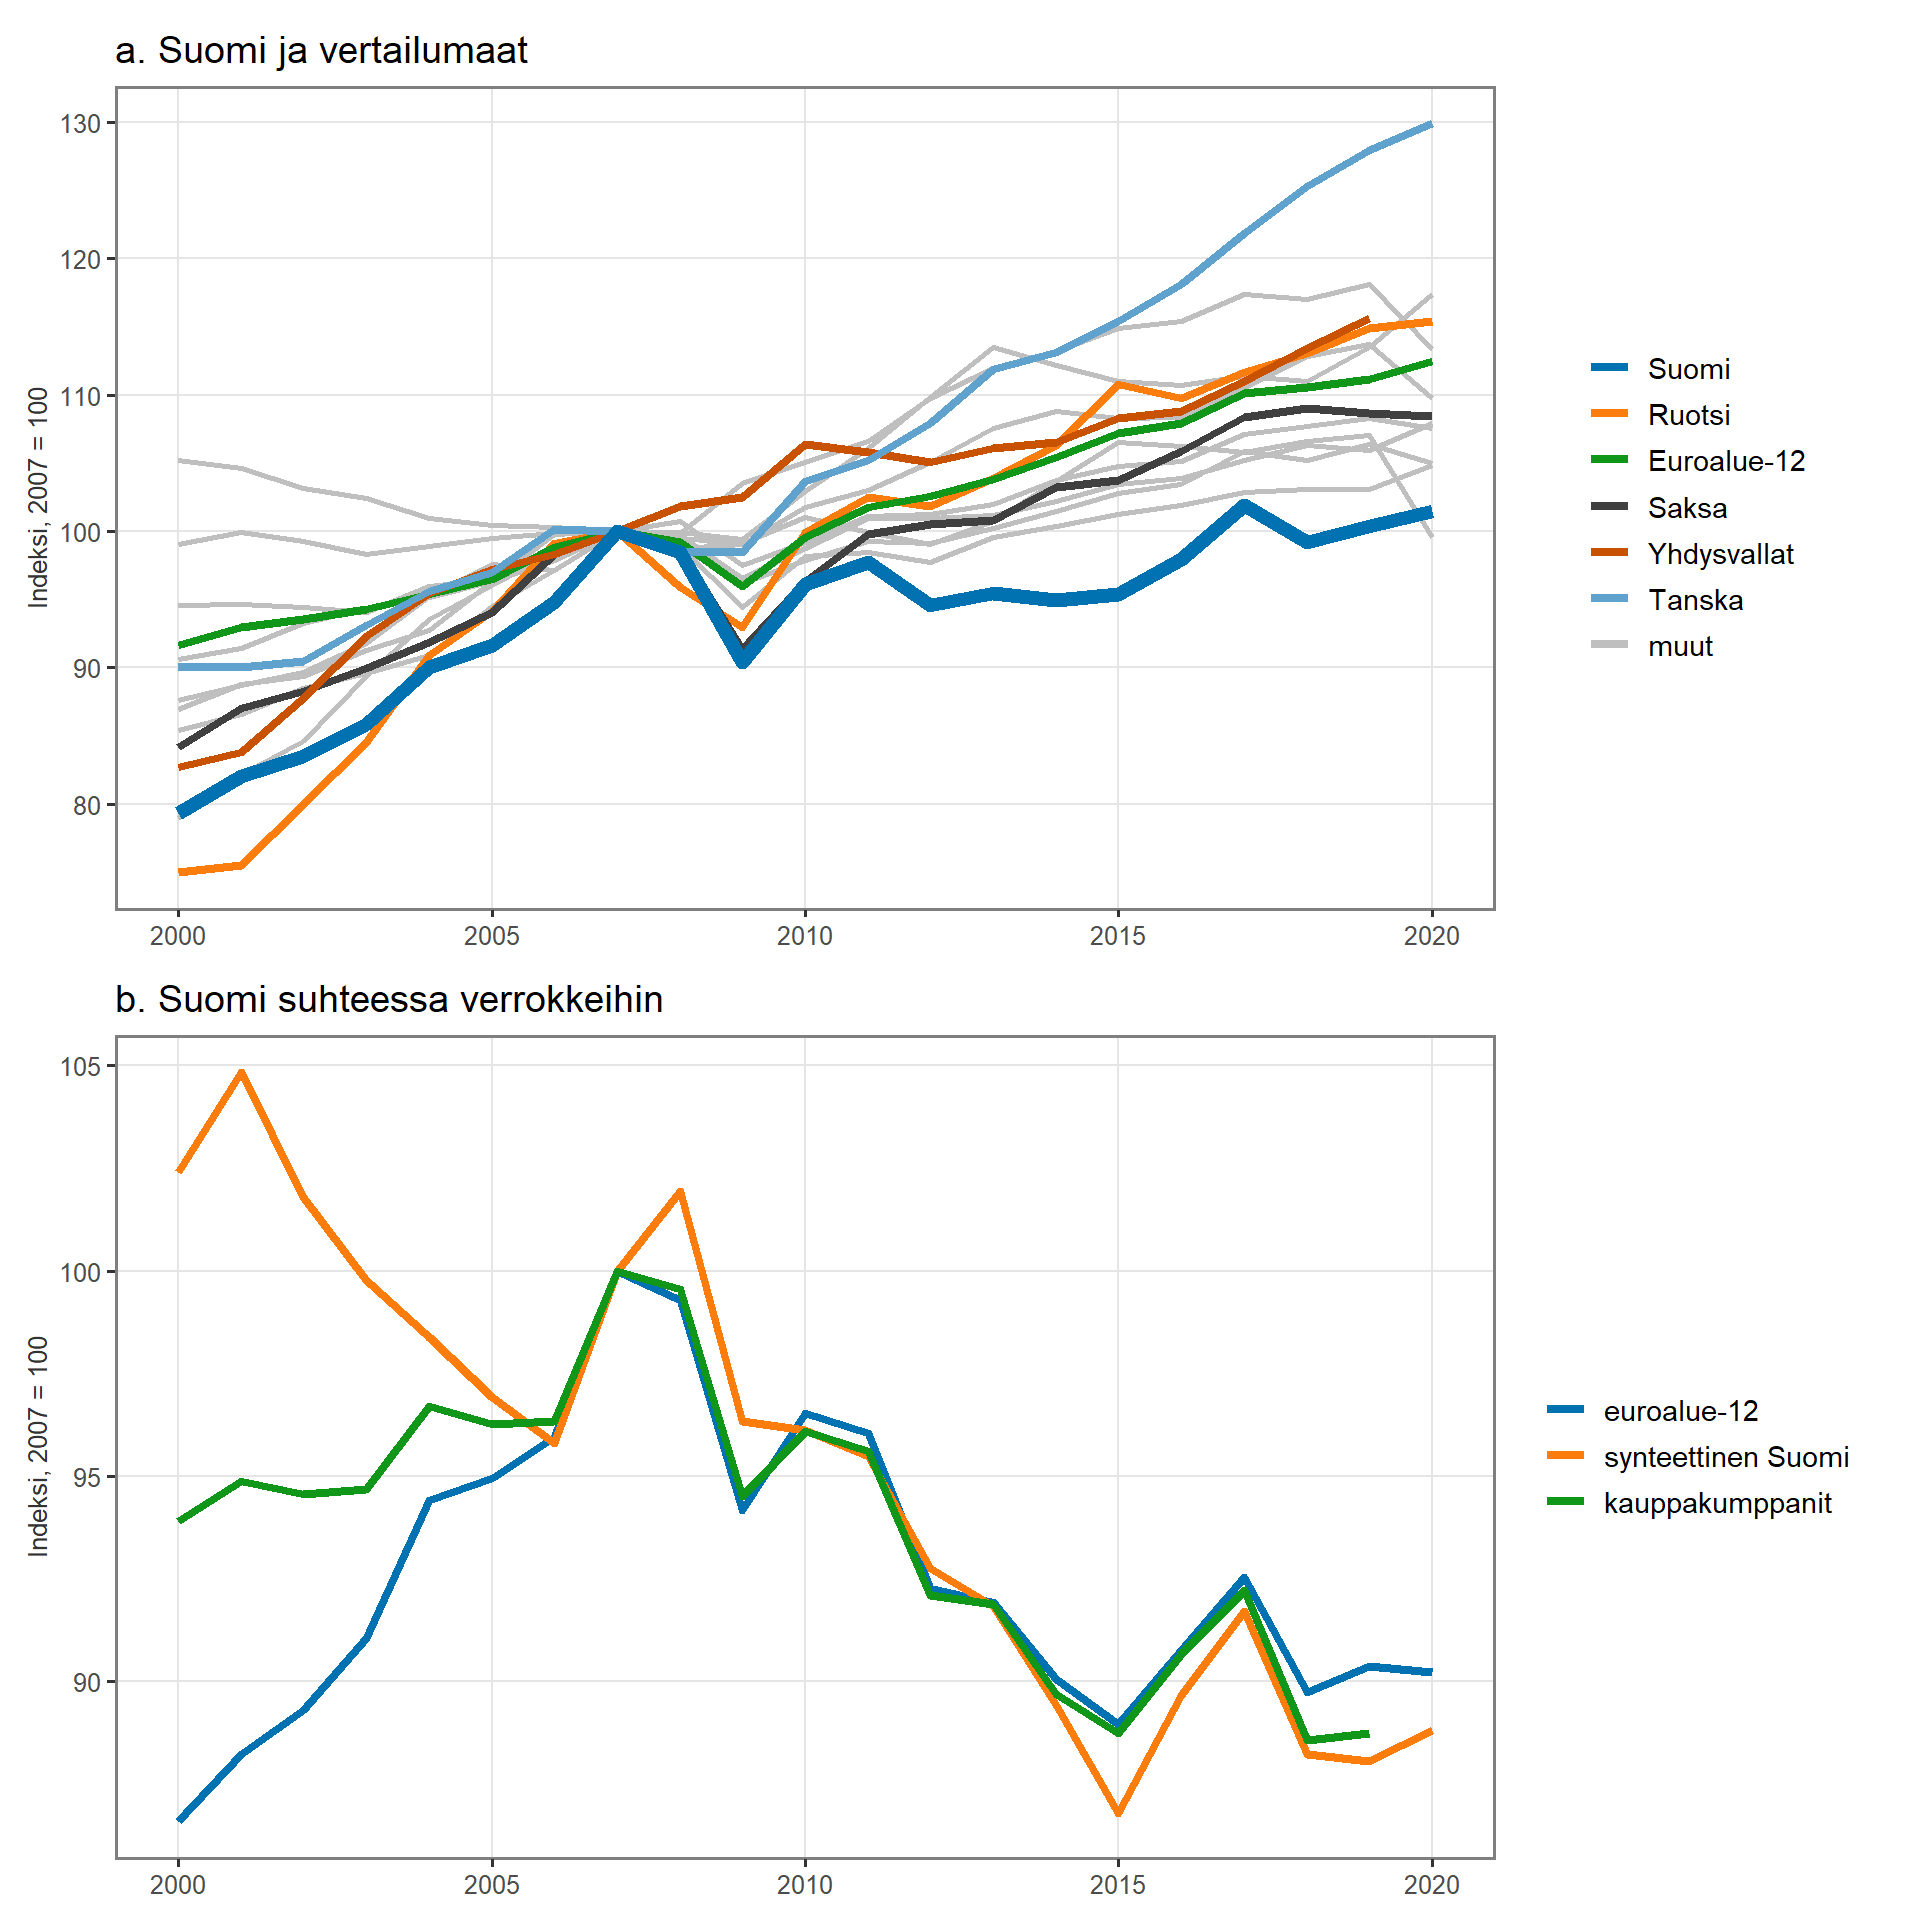 a. Suomi ja vertailumaat
Indeksi, 2007 = 100
130
120
110
100
90
80
2000
2005
2010
2015
2020
Suomi
Ruotsi
Euroalue-12
Saksa
Yhdysvallat
Tanska
muut
b. Suomi suhteessa verrokkeihin
Indeksi, 2007 = 100
105
100
95
90
2000
2005
2010
2015
2020
euroalue-12
synteettinen Suomi
kauppakumppanit